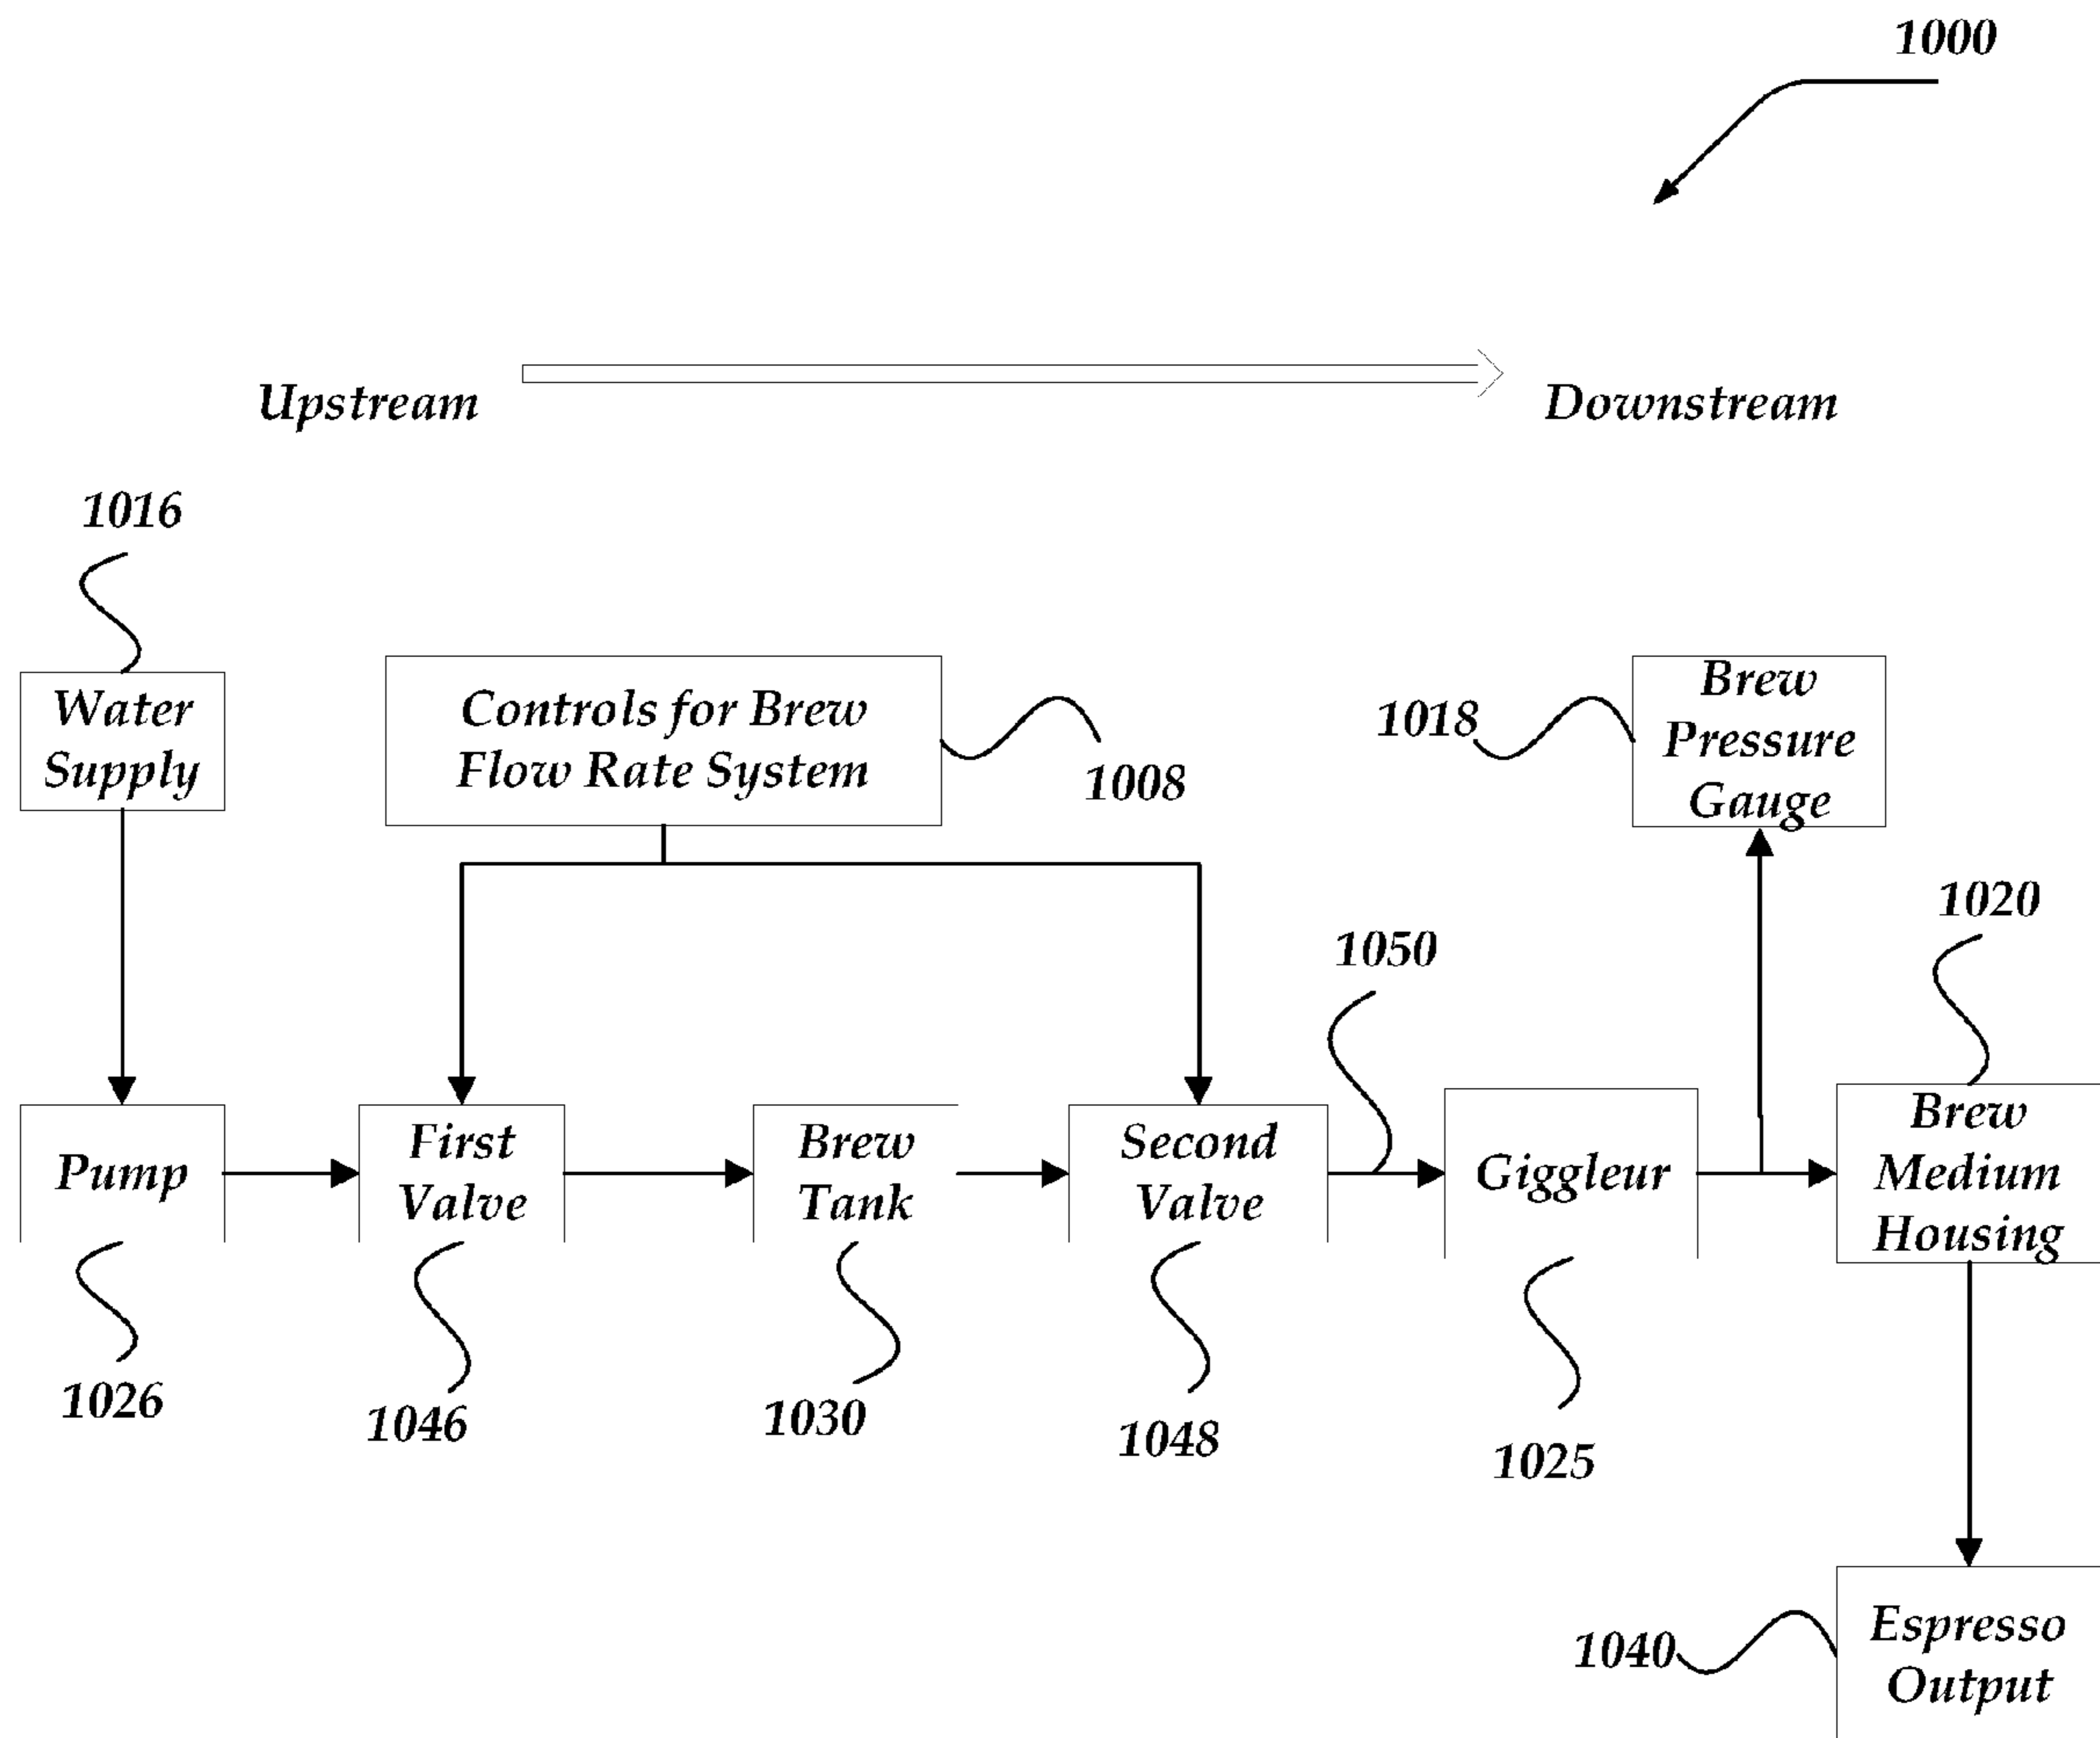 1000
Upstream
Downstream
1016
Water
Supply
Controls for Brew
Flow Rate System
1008
1018
Brew
Pressure
Gauge
1020
1050
Pump
First
Valve
Brew
Tank
Second
Valve
Giggleur
Brew
Medium
Housing
1026
1046
1030
1048
1025
1040
Espresso
Output